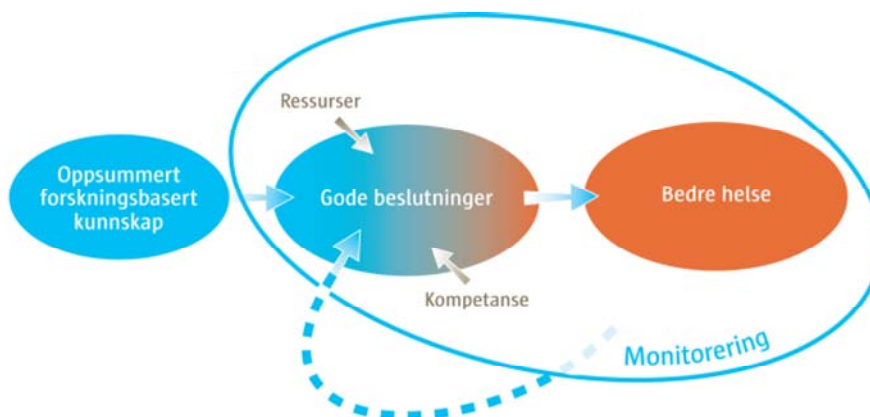 Ressurser
Oppsummert
forskningsbasert
kunnskap
Gode beslutninger
Bedre helse
Kompetanse
Monitorering